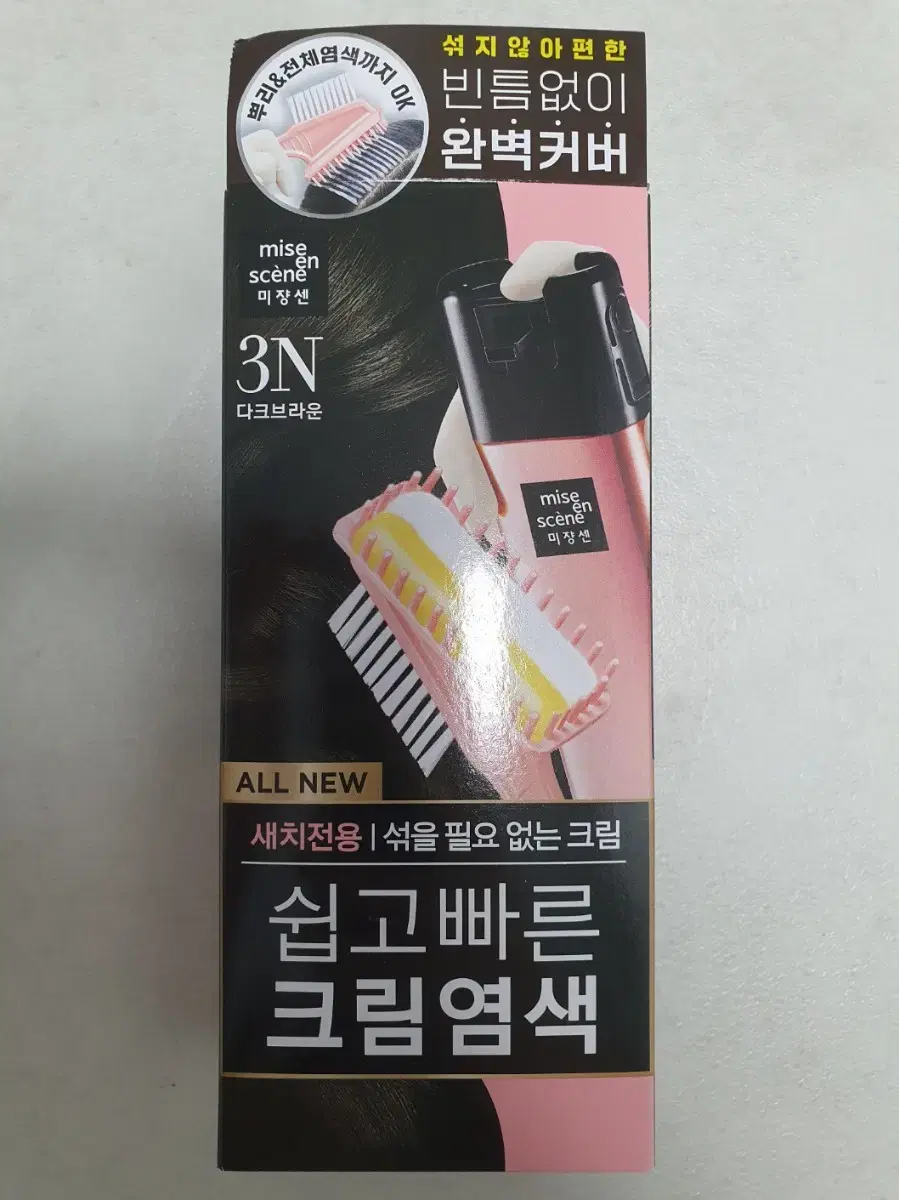 뿌리&전체염색까지 OK
섞지않아편한
빈틈없이
완벽커버
mise
en
scène
미쟝센
3N
다크브라운
mise
en
scène
미쟝센
ALL NEW
새치전용 | 섞을 필요 없는 크림
쉽고빠른
크림염색